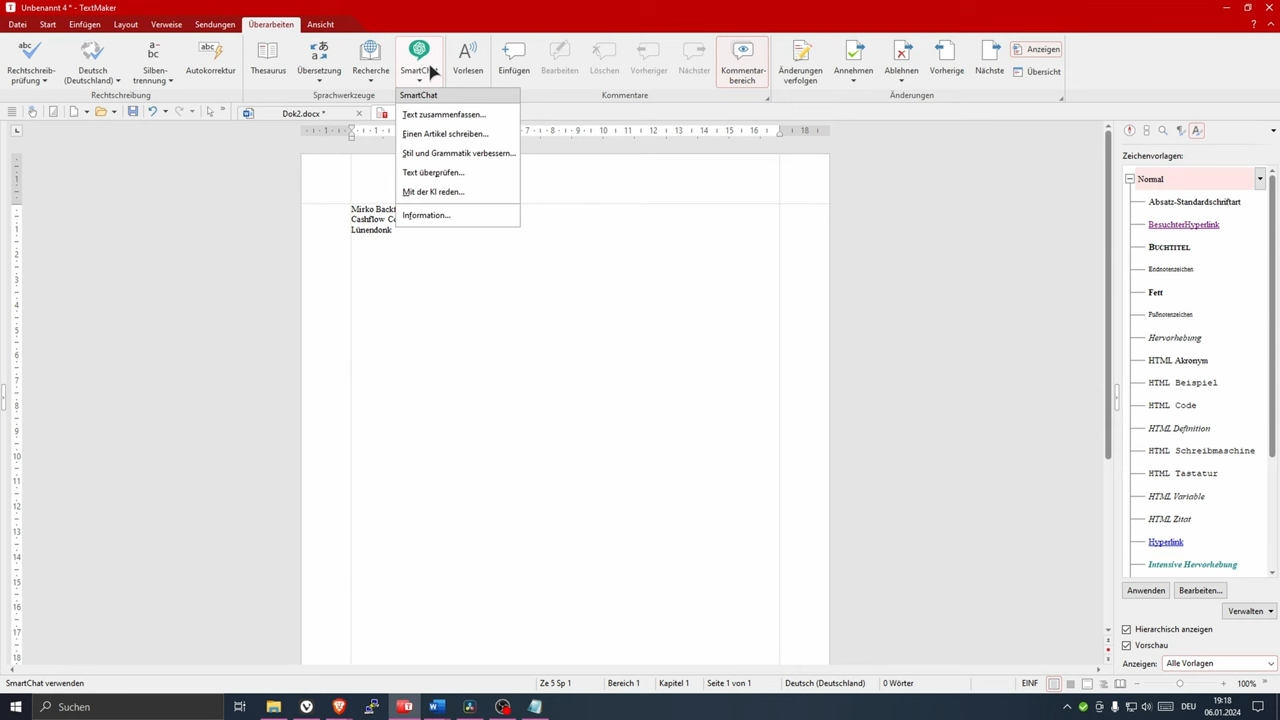 Unbenannt 4 * - TextMaker
Datei Start Einfügen Layout Verweise Sendungen Überarbeiten Ansicht
Rechtschreib-
prüfung
Deutsch
(Deutschland)
Silben-
trennung
Autokorrektur
Thesaurus
Übersetzung
Recherche
Vorlesen
Einfügen
Bearbeiten
Löschen
Vorheriger
Nächster
Kommentar-
bereich
Änderungen
verfolgen
Annehmen
Ablehnen
Vorherige
Nächste
Anzeigen
Übersicht
Rechtschreibung
Sprachwerkzeuge
Kommentare
Änderungen
SmartChat
Text zusammenfassen...
Einen Artikel schreiben...
Stil und Grammatik verbessern...
Text überprüfen...
Mit der KI reden...
Information...
Dok2.docx *
Mirko
Cashflow
Lünendonk
Zeichenvorlagen:
Normal
Absatz-Standardschriftart
BesuchterHyperlink
BUCHTITEL
Endnotenzeichen
Fett
Fußnotenzeichen
Hervorhebung
HTML Akronym
HTML Beispiel
HTML Code
HTML Definition
HTML Schreibmaschine
HTML Tastatur
HTML Variable
HTML Zitat
Hyperlink
Intensive Hervorhebung
Anwenden
Bearbeiten...
Verwalten
Hierarchisch anzeigen
Vorschau
Anzeigen: Alle Vorlagen
SmartChat verwenden
Ze 5 Sp 1
Bereich 1
Kapitel 1
Seite 1 von 1
Deutsch (Deutschland)
0 Wörter
EINF
100%
Suchen
DEU
19:18
06.01.2024